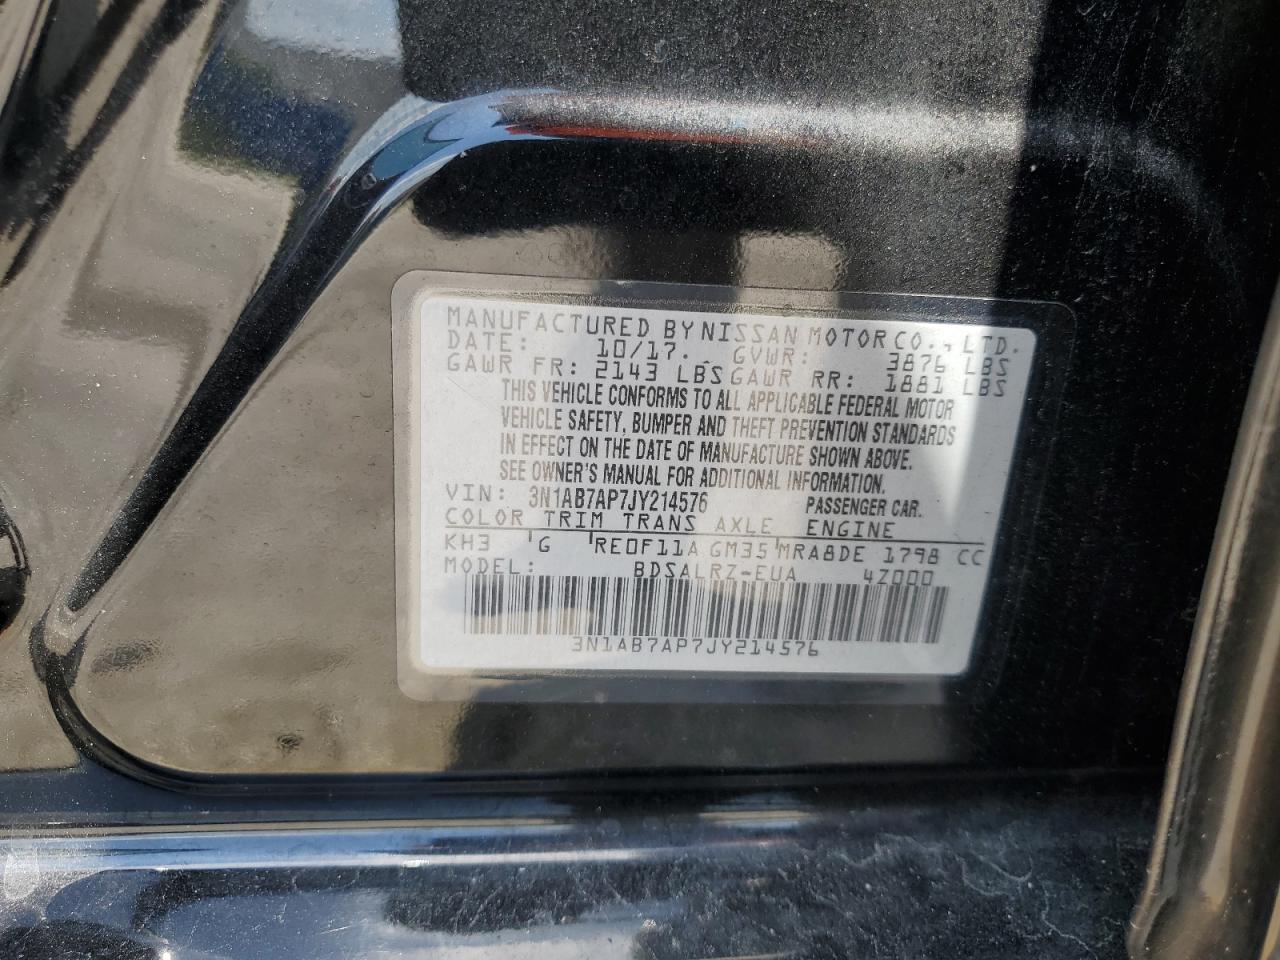 MANUFACTURED BY NISSAN MOTOR CO., LTD.
DATE: 10/17. GVWR: 3876 LBS
GAWR FR: 2143 LBS GAWR RR: 1881 LBS
THIS VEHICLE CONFORMS TO ALL APPLICABLE FEDERAL MOTOR
VEHICLE SAFETY, BUMPER AND THEFT PREVENTION STANDARDS
IN EFFECT ON THE DATE OF MANUFACTURE SHOWN ABOVE.
SEE OWNER'S MANUAL FOR ADDITIONAL INFORMATION.
VIN: 3N1AB7AP7JY214576 PASSENGER CAR.
COLOR TRIM TRANS AXLE ENGINE
KH3 G RE0F11A GM35 MRA8DE 1798 CC
MODEL: BDSALRZ-EUA 4Z000
3N1AB7AP7JY214576